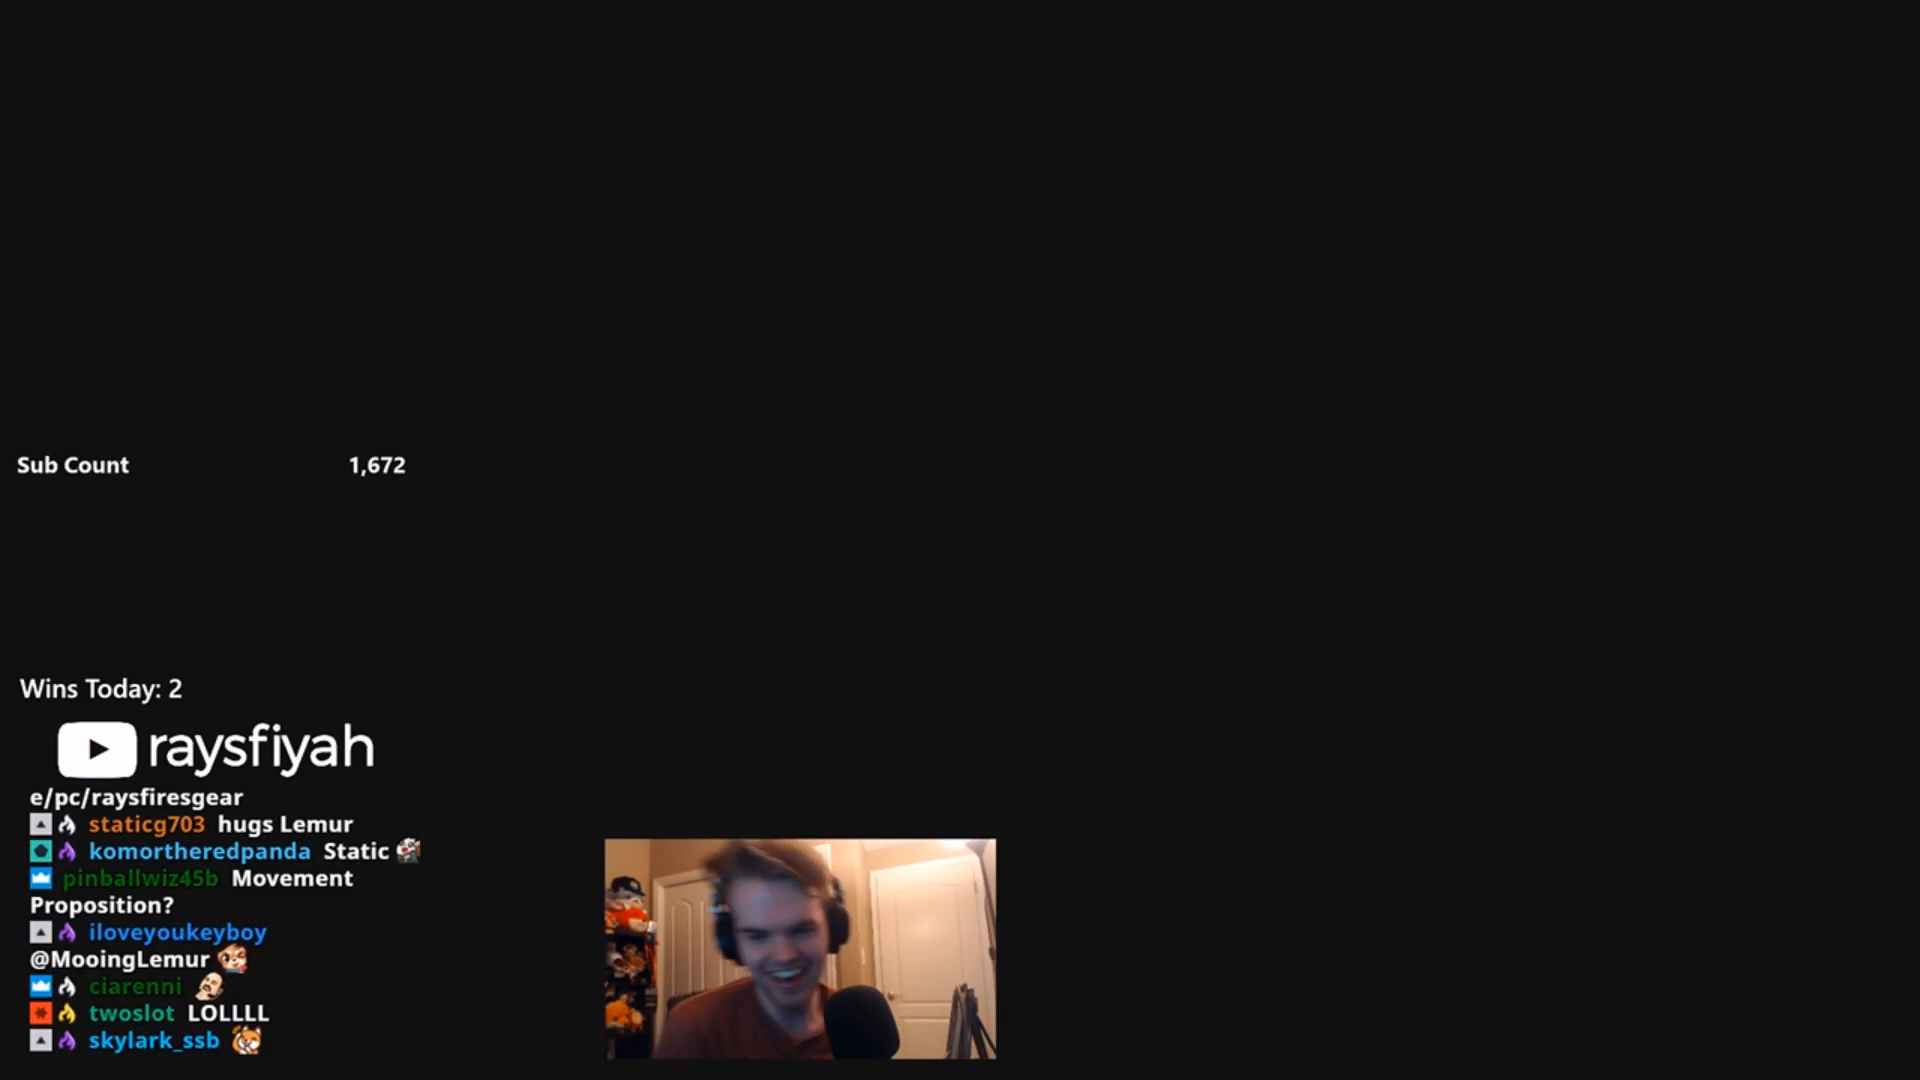 Sub Count 1,672
Wins Today: 2
raysfiyah
e/pc/raysfiresgear
staticg703 hugs Lemur
komortheredpanda Static
pinballwiz45b Movement
Proposition?
iloveyoukeyboy
@MooingLemur
ciarenni
twoslot LOLLLL
skylark_ssb